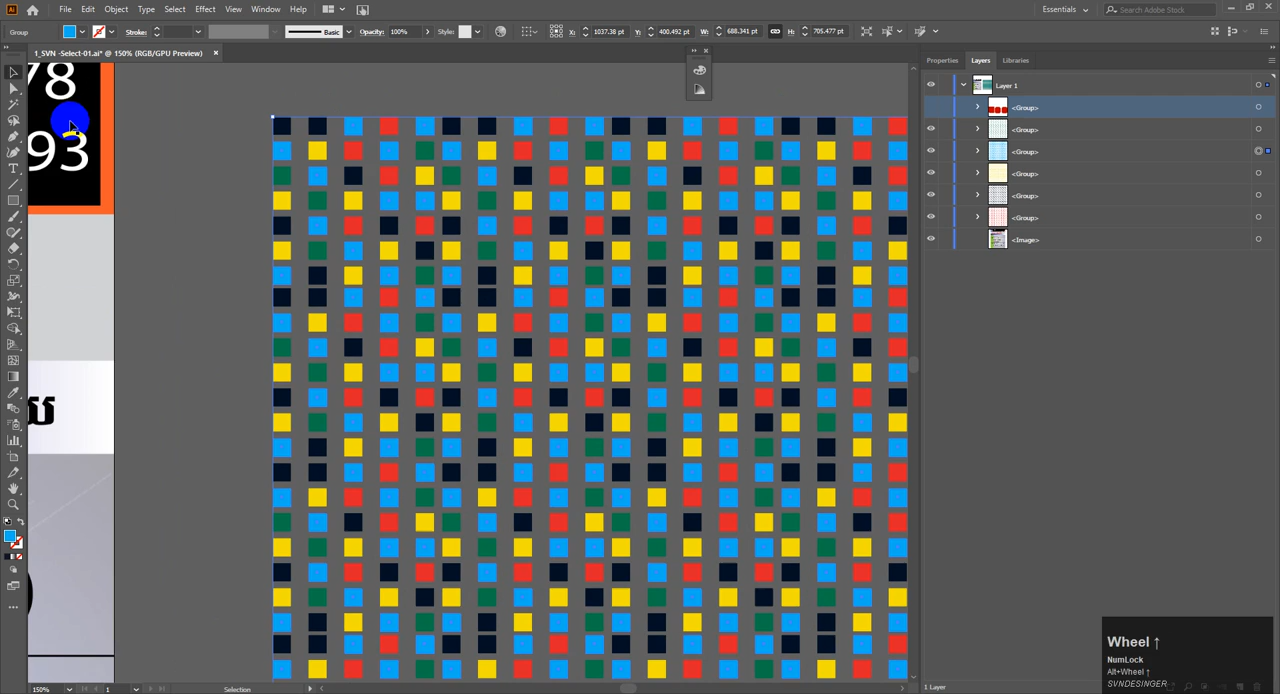 File Edit Object Type Select Effect View Window Help
Essentials
Search Adobe Stock
Group
Stroke:
Basic
Opacity: 100%
Style:
X: 1037.38 pt
Y: 400.492 pt
W: 688.341 pt
H: 705.477 pt
1_SVN -Select-01.ai* @ 150% (RGB/GPU Preview) ×
Properties Layers Libraries
Layer 1
<Group>
<Group>
<Group>
<Group>
<Group>
<Group>
<Image>
78
93
Wheel ↑
NumLock
Alt+Wheel ↑
SVNDESINGER
150%
1
Selection
1 Layer